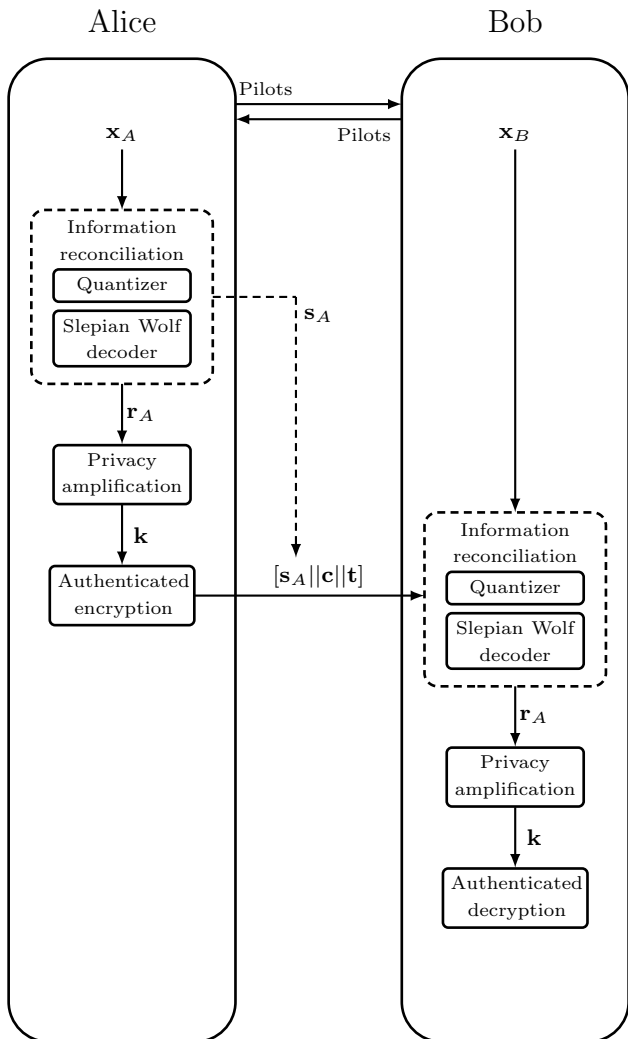 Alice
Bob
Pilots
Pilots
𝐱_A
𝐱_B
Information
reconciliation
Quantizer
Slepian Wolf
decoder
𝐬_A
𝐫_A
Privacy
amplification
𝐤
Authenticated
encryption
[𝐬_A||𝐜||𝐭]
Information
reconciliation
Quantizer
Slepian Wolf
decoder
𝐫_A
Privacy
amplification
𝐤
Authenticated
decryption